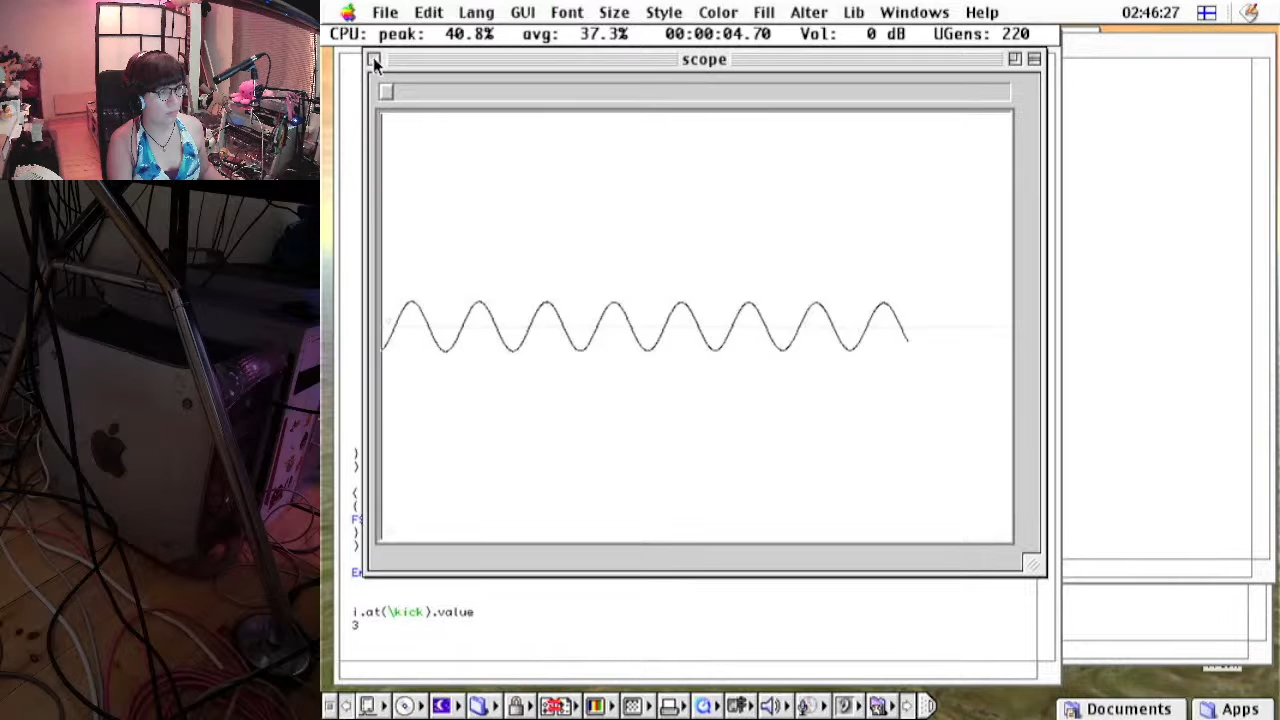 File Edit Lang GUI Font Size Style Color Fill Alter Lib Windows Help 02:46:27
CPU: peak: 40.8% avg: 37.3% 00:00:04.70 Vol: 0 dB UGens: 220
scope
)
)
(
(
)
)
i.at(\kick).value
3
Documents Apps